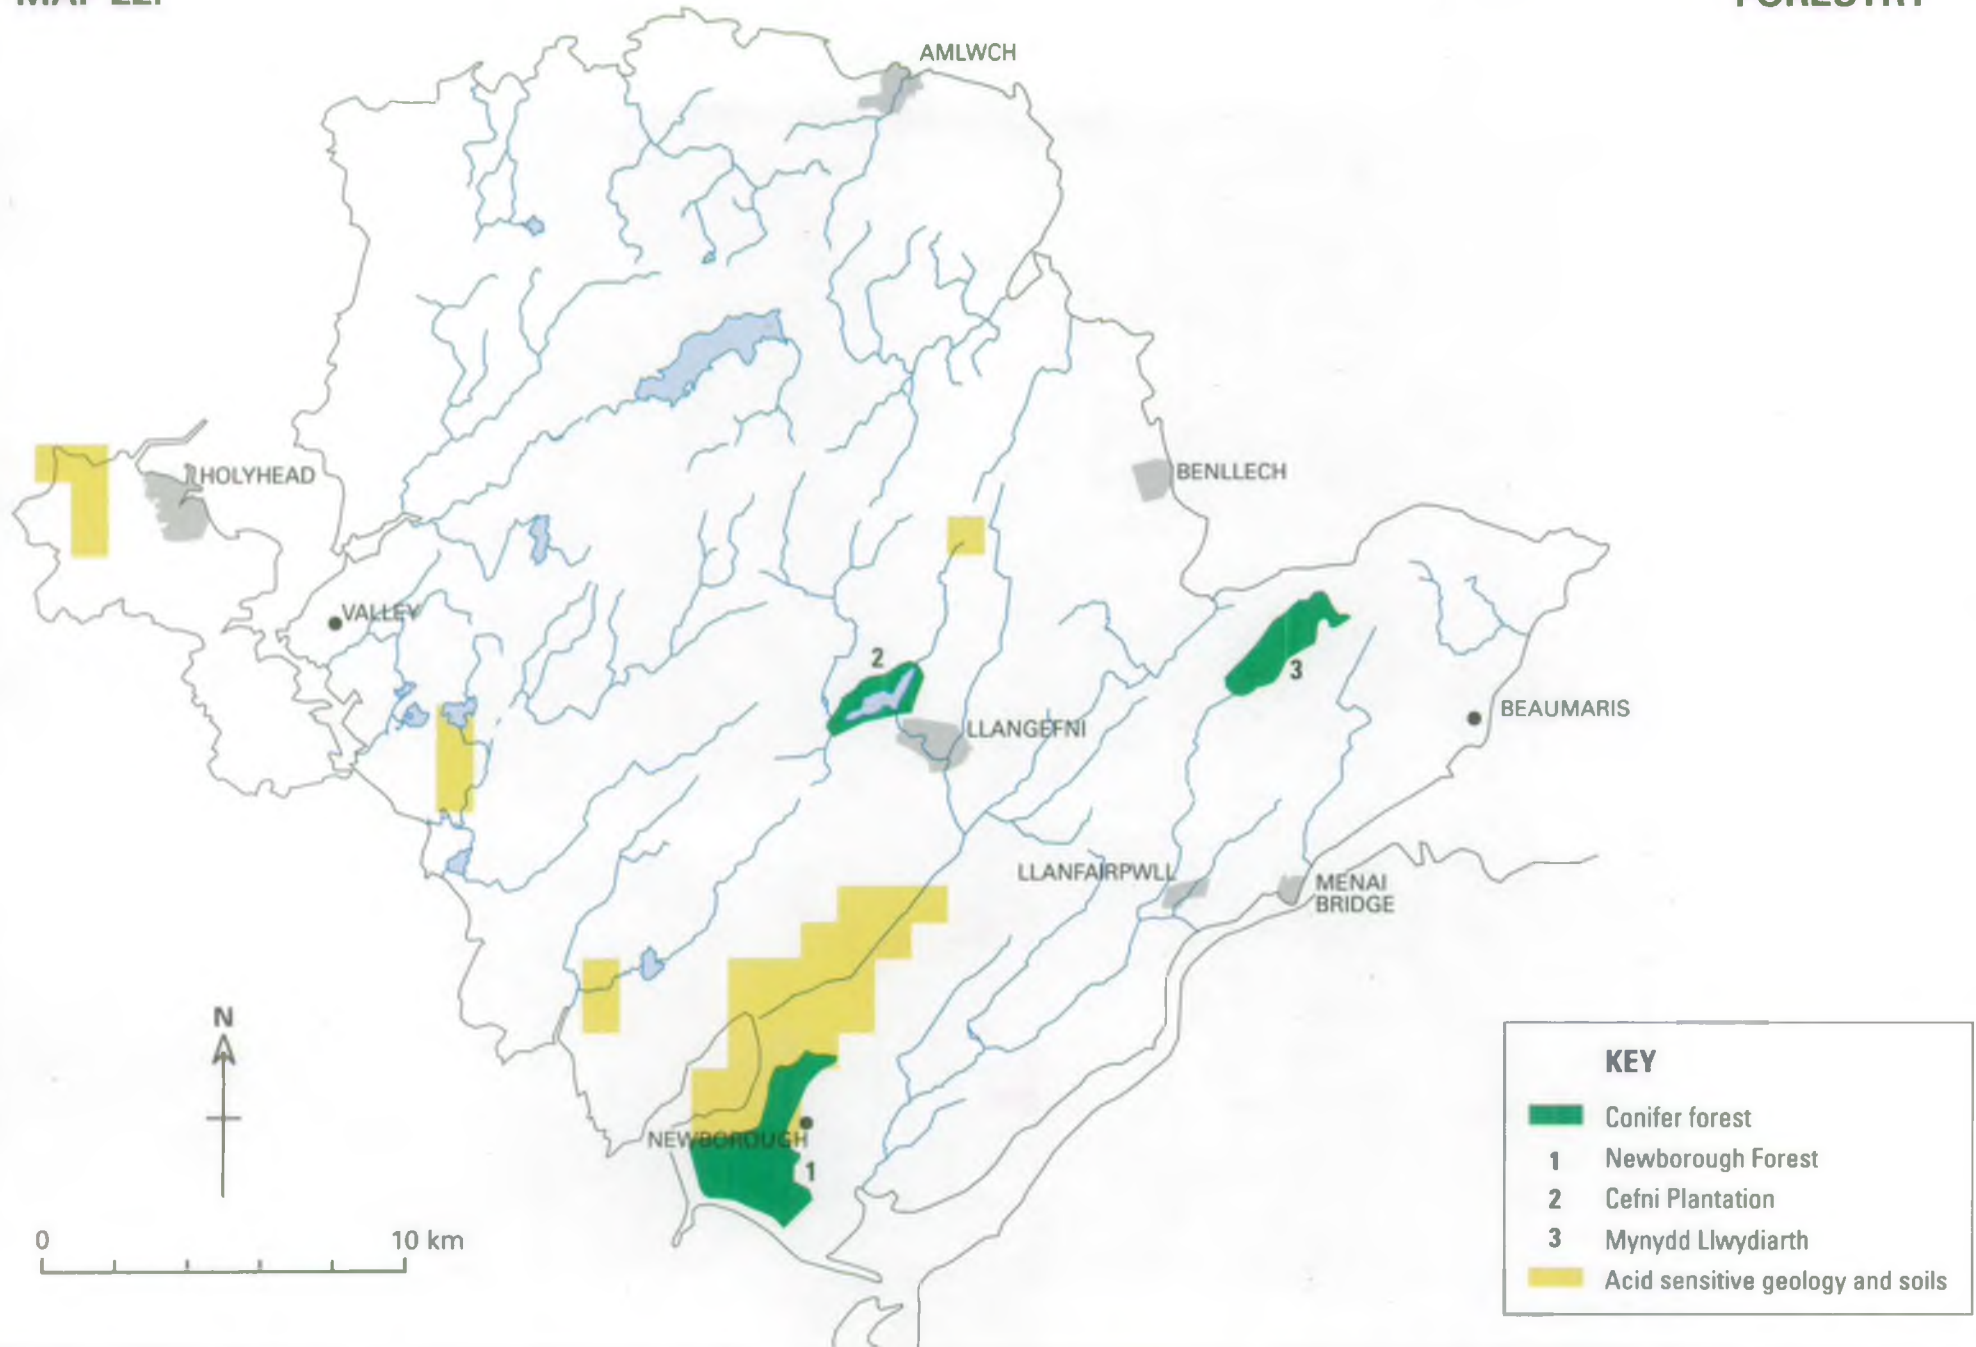 AMLWCH
HOLYHEAD
BENLLECH
VALLEY
2
3
BEAUMARIS
LLANGEFNI
LLANFAIRPWLL
MENAI
BRIDGE
N
NEWBOROUGH
1
0
10 km
KEY
Conifer forest
1 Newborough Forest
2 Cefni Plantation
3 Mynydd Llwydiarth
Acid sensitive geology and soils